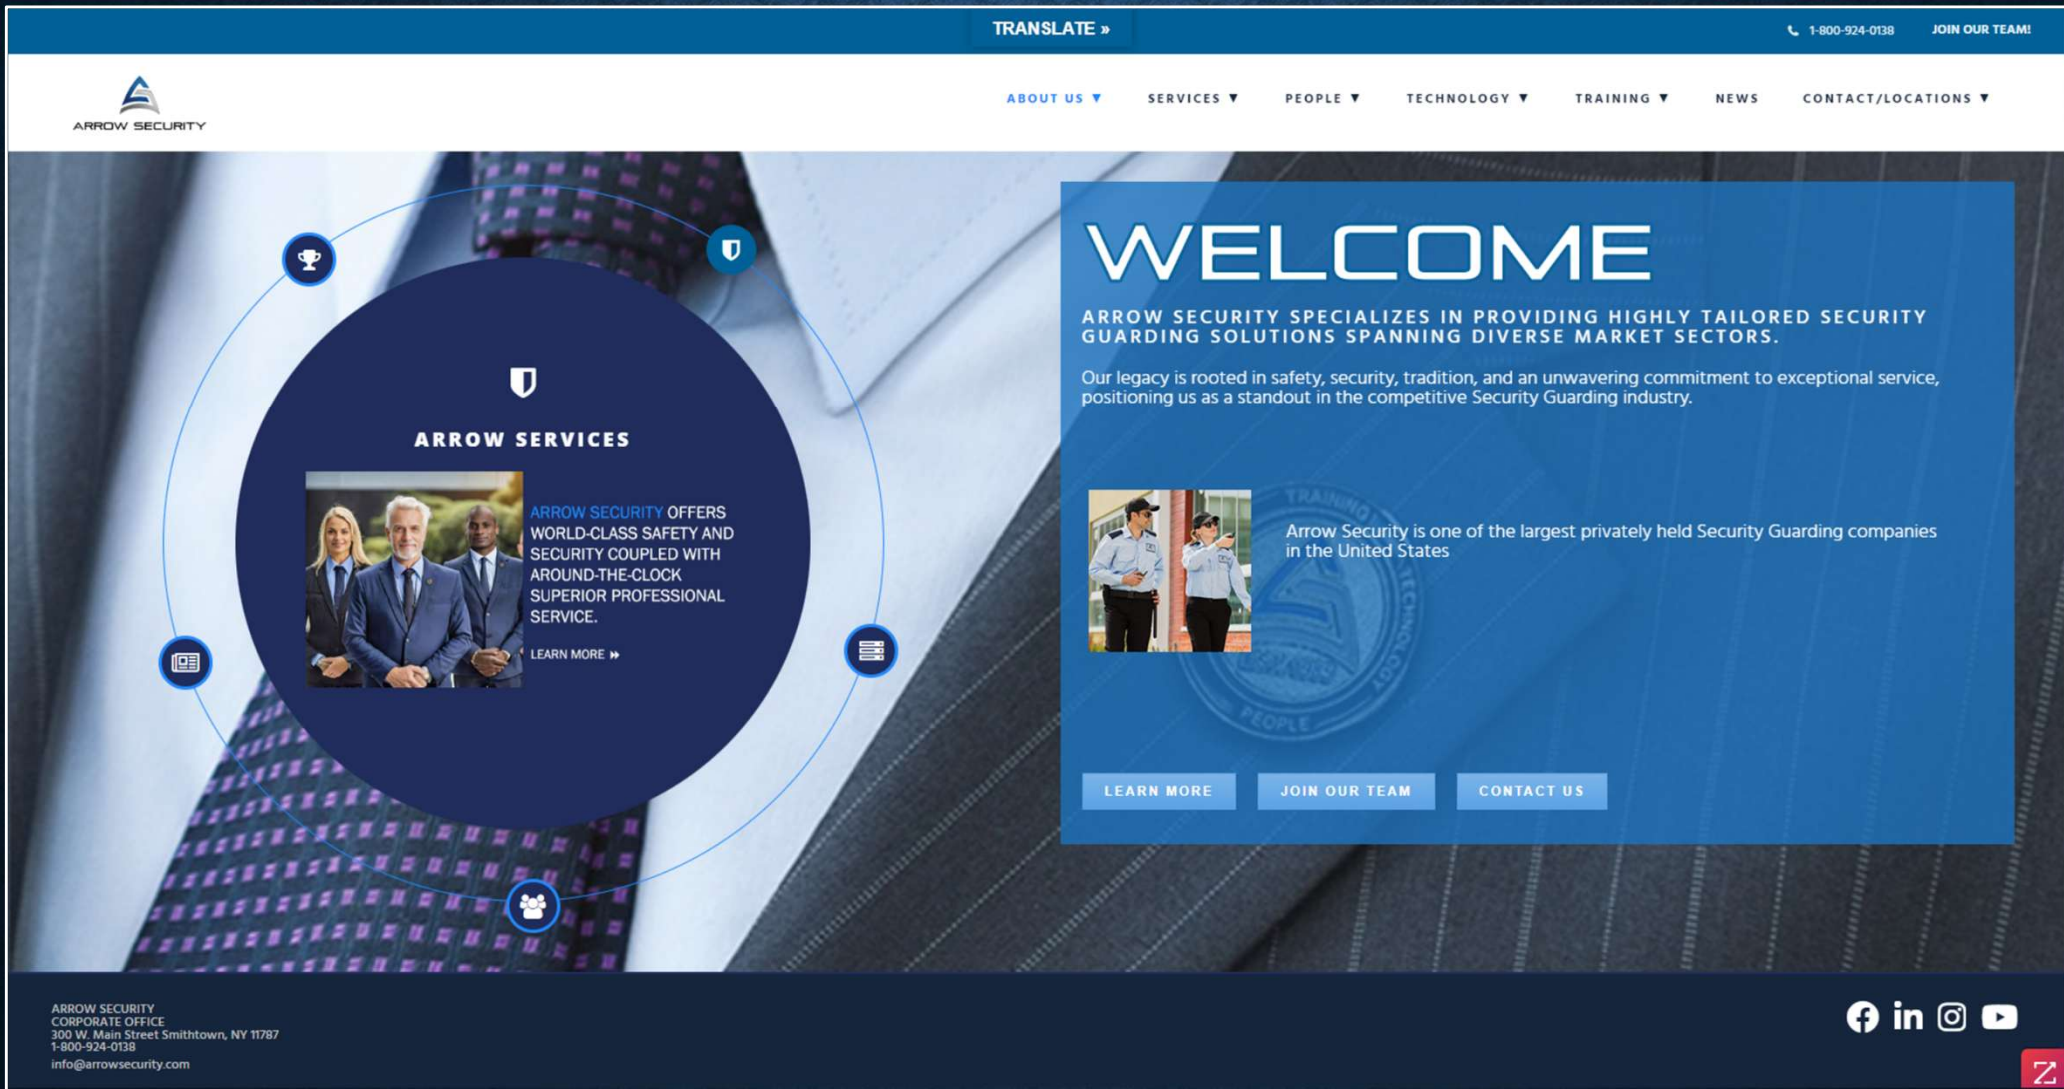 TRANSLATE »
1-800-924-0138
JOIN OUR TEAM!
ARROW SECURITY
ABOUT US ▼
SERVICES ▼
PEOPLE ▼
TECHNOLOGY ▼
TRAINING ▼
NEWS
CONTACT/LOCATIONS ▼
ARROW SERVICES
ARROW SECURITY OFFERS
WORLD-CLASS SAFETY AND
SECURITY COUPLED WITH
AROUND-THE-CLOCK
SUPERIOR PROFESSIONAL
SERVICE.
LEARN MORE »
WELCOME
ARROW SECURITY SPECIALIZES IN PROVIDING HIGHLY TAILORED SECURITY
GUARDING SOLUTIONS SPANNING DIVERSE MARKET SECTORS.
Our legacy is rooted in safety, security, tradition, and an unwavering commitment to exceptional service,
positioning us as a standout in the competitive Security Guarding industry.
Arrow Security is one of the largest privately held Security Guarding companies
in the United States
TRAINING
TECHNOLOGY
PEOPLE
LEARN MORE
JOIN OUR TEAM
CONTACT US
ARROW SECURITY
CORPORATE OFFICE
300 W. Main Street Smithtown, NY 11787
1-800-924-0138
info@arrowsecurity.com